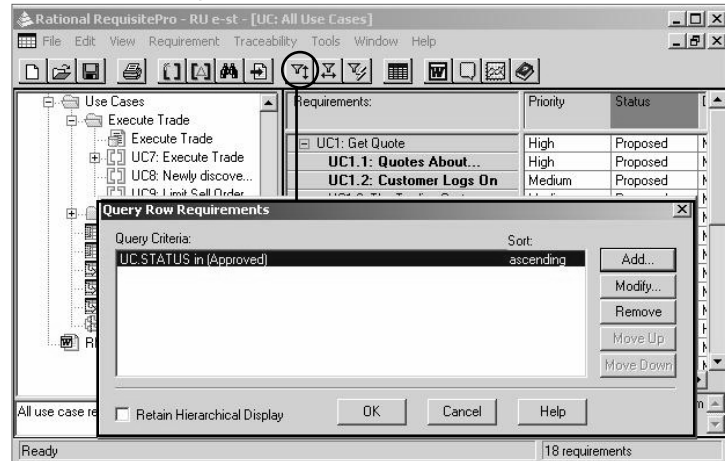 Rational RequisitePro - RU e-st - [UC: All Use Cases]
File Edit View Requirement Traceability Tools Window Help
Use Cases
Execute Trade
Execute Trade
UC7: Execute Trade
UC8: Newly discove...
UC9: Limit Sell Order
Requirements: Priority Status
UC1: Get Quote High Proposed
UC1.1: Quotes About... High Proposed
UC1.2: Customer Logs On Medium Proposed
Query Row Requirements
Query Criteria: Sort:
UC.STATUS in (Approved) ascending
Add...
Modify...
Remove
Move Up
Move Down
Retain Hierarchical Display OK Cancel Help
All use case re
Ready 18 requirements